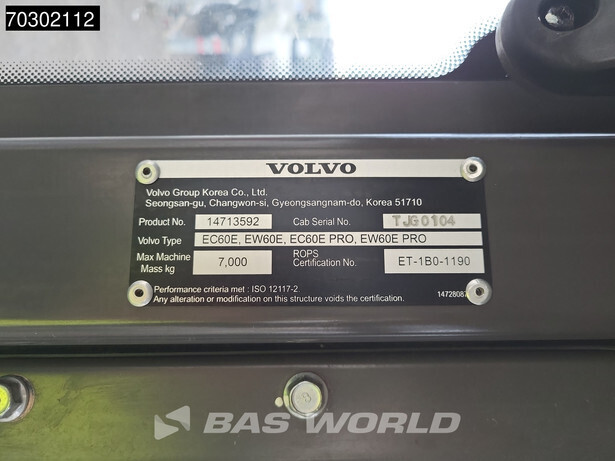 70302112
VOLVO
Volvo Group Korea Co., Ltd.
Seongsan-gu, Changwon-si, Gyeongsangnam-do, Korea 51710
Product No. 14713592 Cab Serial No. TJG0104
Volvo Type EC60E, EW60E, EC60E PRO, EW60E PRO
Max Machine Mass kg 7,000 ROPS Certification No. ET-1B0-1190
Performance criteria met : ISO 12117-2.
Any alteration or modification on this structure voids the certification.
14728087
BAS WORLD